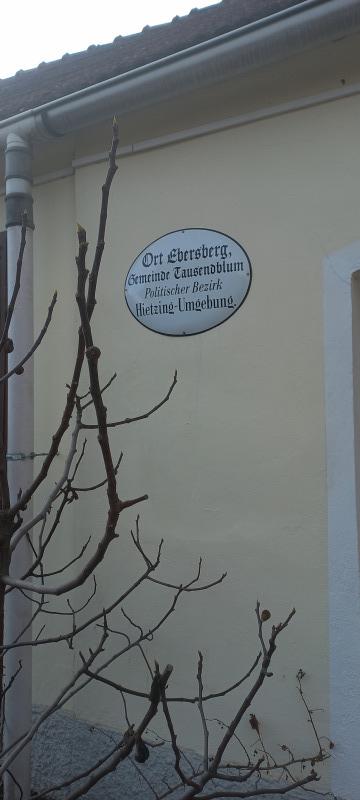 Ort Ebersberg,
Gemeinde Tausendblum
Politischer Bezirk
Hietzing-Umgebung.